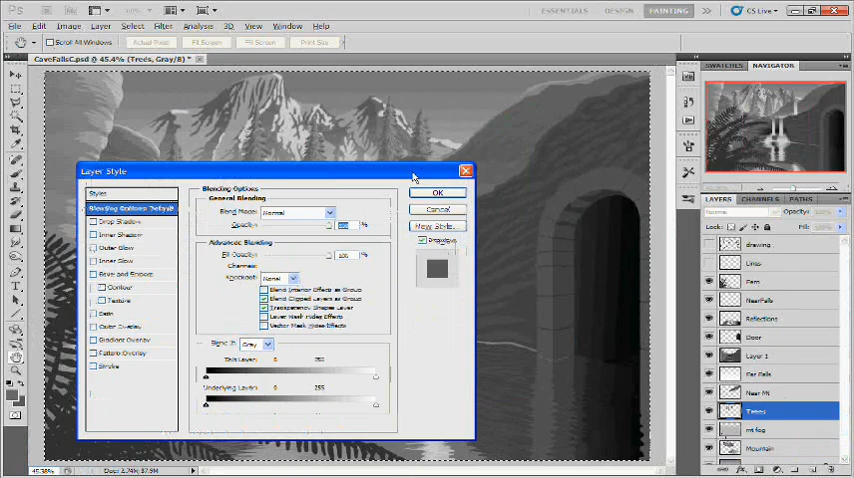 Ps
100%
ESSENTIALS
DESIGN
PAINTING
CS Live
File
Edit
Image
Layer
Select
Filter
Analysis
3D
View
Window
Help
Scroll All Windows
Actual Pixels
Fit Screen
Fill Screen
Print Size
CaveFallsC.psd @ 45.4% (Trees, Gray/8) *
SWATCHES
NAVIGATOR
Layer Style
Styles
Blending Options: Default
Drop Shadow
Inner Shadow
Outer Glow
Inner Glow
Bevel and Emboss
Contour
Texture
Satin
Color Overlay
Gradient Overlay
Pattern Overlay
Stroke
Blending Options
General Blending
Blend Mode: Normal
Opacity: 100 %
Advanced Blending
Fill Opacity: 100 %
Channels:
Knockout: None
Blend Interior Effects as Group
Blend Clipped Layers as Group
Transparency Shapes Layer
Layer Mask Hides Effects
Vector Mask Hides Effects
Blend If: Gray
This Layer: 0 255
Underlying Layer: 0 255
OK
Cancel
New Style...
Preview
LAYERS
CHANNELS
PATHS
Normal
Opacity:
Lock:
Fill:
drawing
Lines
Fern
NearFalls
Reflections
Door
Layer 1
Far Falls
Near Mt
Trees
mt fog
Mountain
45.38%
Doc: 2.74M/37.9M